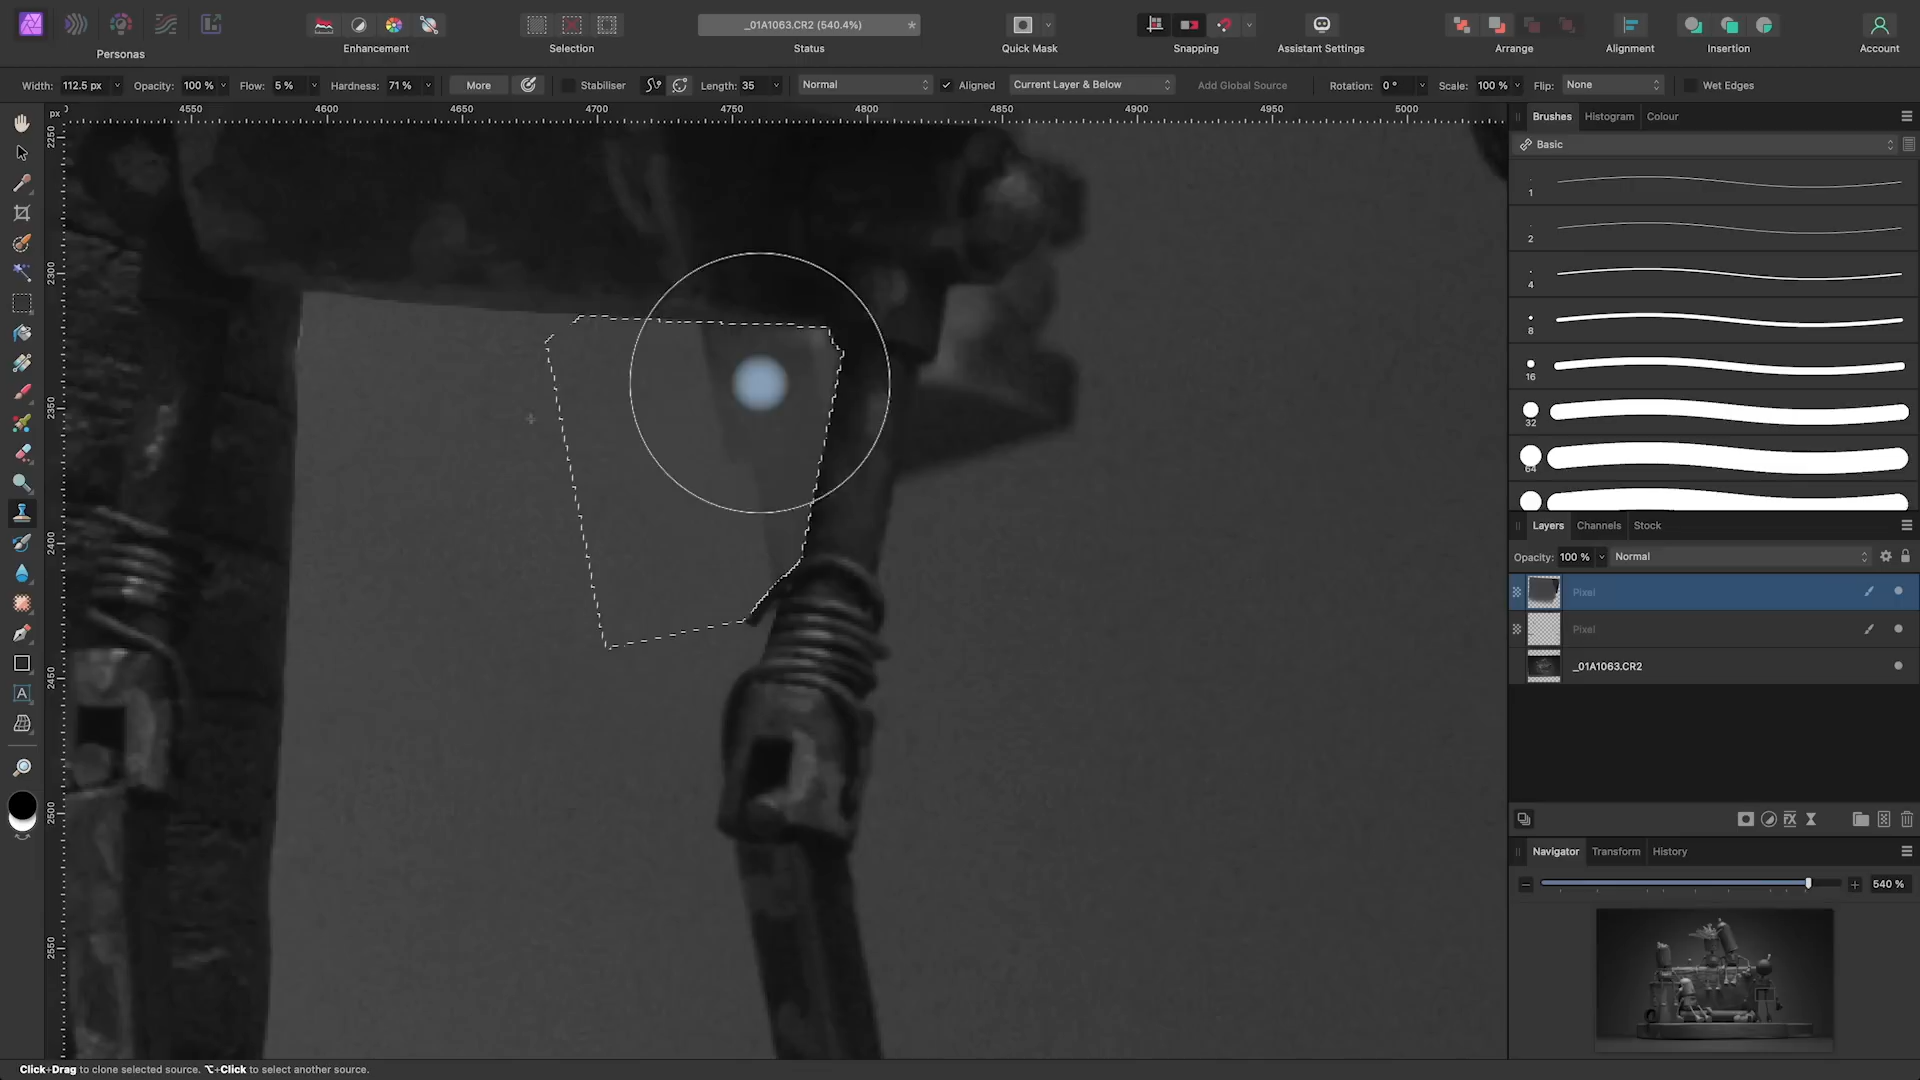 _01A1063.CR2 (540.4%)
*
Personas
Enhancement
Selection
Status
Quick Mask
Snapping
Assistant Settings
Arrange
Alignment
Insertion
Account
Width: 112.5 px
Opacity: 100 %
Flow: 5 %
Hardness: 71 %
More
Stabiliser
Length: 35
Normal
Aligned
Current Layer & Below
Add Global Source
Rotation: 0 °
Scale: 100 %
Flip: None
Wet Edges
px
4550
4600
4650
4700
4750
4800
4850
4900
4950
5000
2250
2300
2350
2400
2450
2500
2550
Brushes
Histogram
Colour
Basic
1
2
4
8
16
32
64
Layers
Channels
Stock
Opacity: 100 %
Normal
Pixel
Pixel
_01A1063.CR2
Navigator
Transform
History
540 %
Click+Drag to clone selected source. ⌥+Click to select another source.